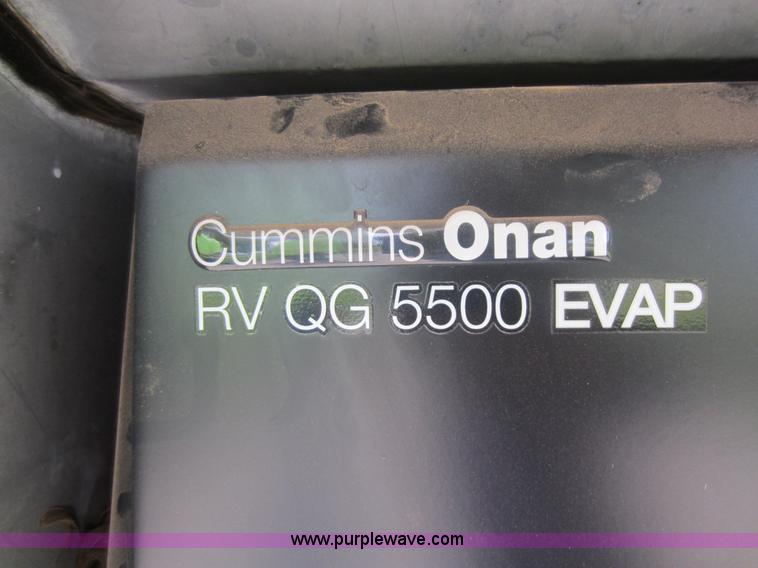 Cummins Onan
RV QG 5500 EVAP
www.purplewave.com